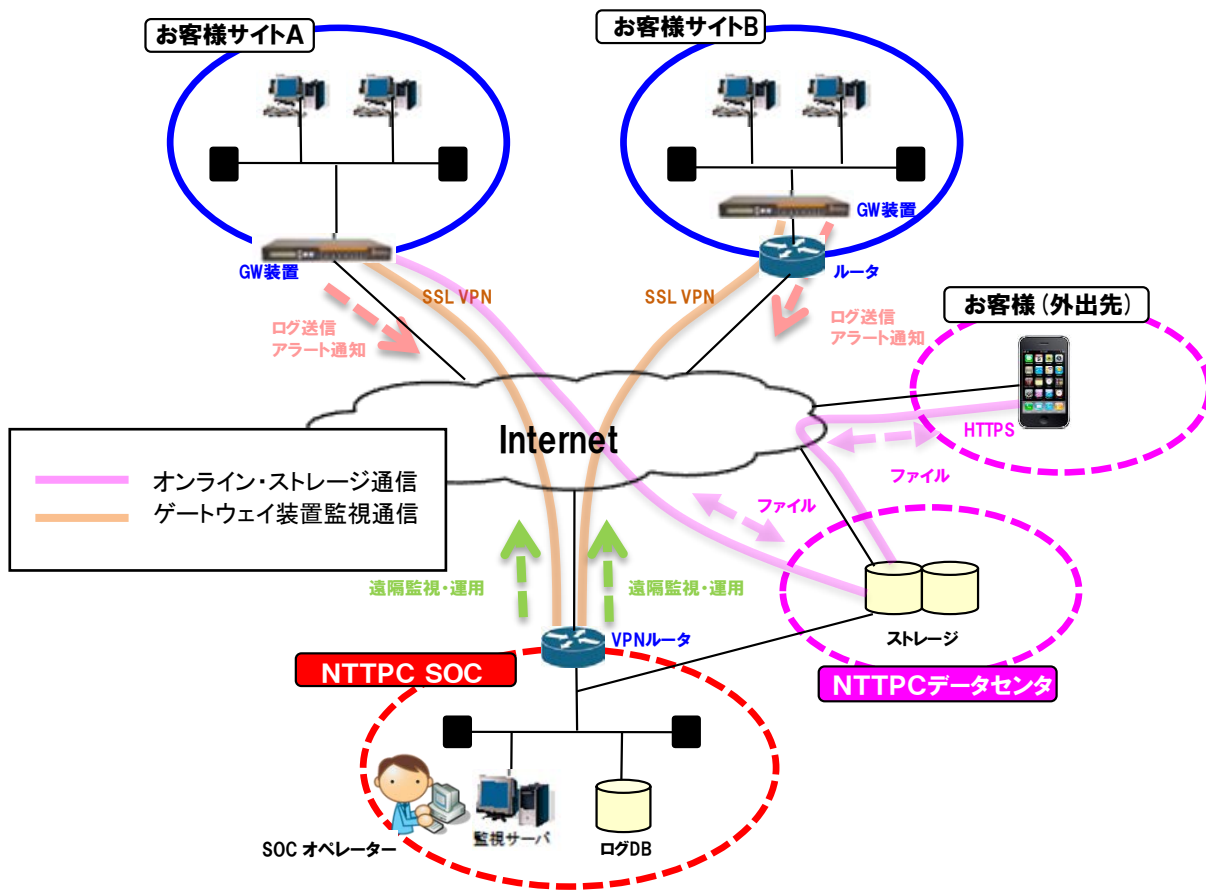 お客様サイトA
お客様サイトB
GW装置
GW装置
ルータ
SSL VPN
SSL VPN
ログ送信
アラート通知
ログ送信
アラート通知
お客様(外出先)
HTTPS
ファイル
Internet
オンライン・ストレージ通信
ゲートウェイ装置監視通信
ファイル
遠隔監視・運用
遠隔監視・運用
ストレージ
VPNルータ
NTTPC SOC
NTTPCデータセンタ
SOC オペレーター
監視サーバ
ログDB